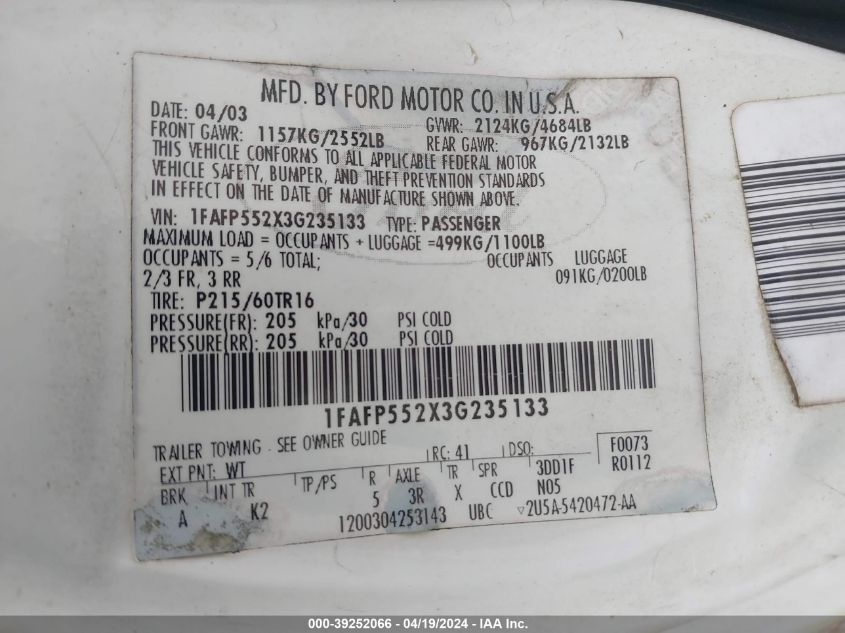 MFD. BY FORD MOTOR CO. IN U.S.A.
DATE: 04/03 GVWR: 2124KG/4684LB
FRONT GAWR: 1157KG/2552LB REAR GAWR: 967KG/2132LB
THIS VEHICLE CONFORMS TO ALL APPLICABLE FEDERAL MOTOR
VEHICLE SAFETY, BUMPER, AND THEFT PREVENTION STANDARDS
IN EFFECT ON THE DATE OF MANUFACTURE SHOWN ABOVE.
VIN: 1FAFP552X3G235133 TYPE: PASSENGER
MAXIMUM LOAD = OCCUPANTS + LUGGAGE =499KG/1100LB
OCCUPANTS = 5/6 TOTAL; OCCUPANTS LUGGAGE
2/3 FR, 3 RR 091KG/0200LB
TIRE: P215/60TR16
PRESSURE(FR): 205 kPa/30 PSI COLD
PRESSURE(RR): 205 kPa/30 PSI COLD
1FAFP552X3G235133
TRAILER TOWING - SEE OWNER GUIDE
EXT PNT: WT RC: 41 DSO: F0073
R0112
BRK INT TR TP/PS R AXLE TR SPR 3DD1F
A K2 5 3R X CCD N05
1200304253143 UBC ▽2U5A-5420472-AA
000-39252066 - 04/19/2024 - IAA Inc.